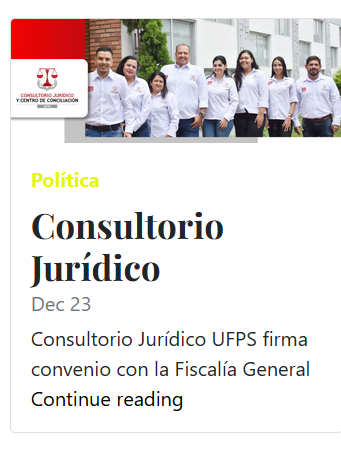 CONSULTORIO JURÍDICO
Y CENTRO DE CONCILIACIÓN
Política
Consultorio
Jurídico
Dec 23
Consultorio Jurídico UFPS firma
convenio con la Fiscalía General
Continue reading